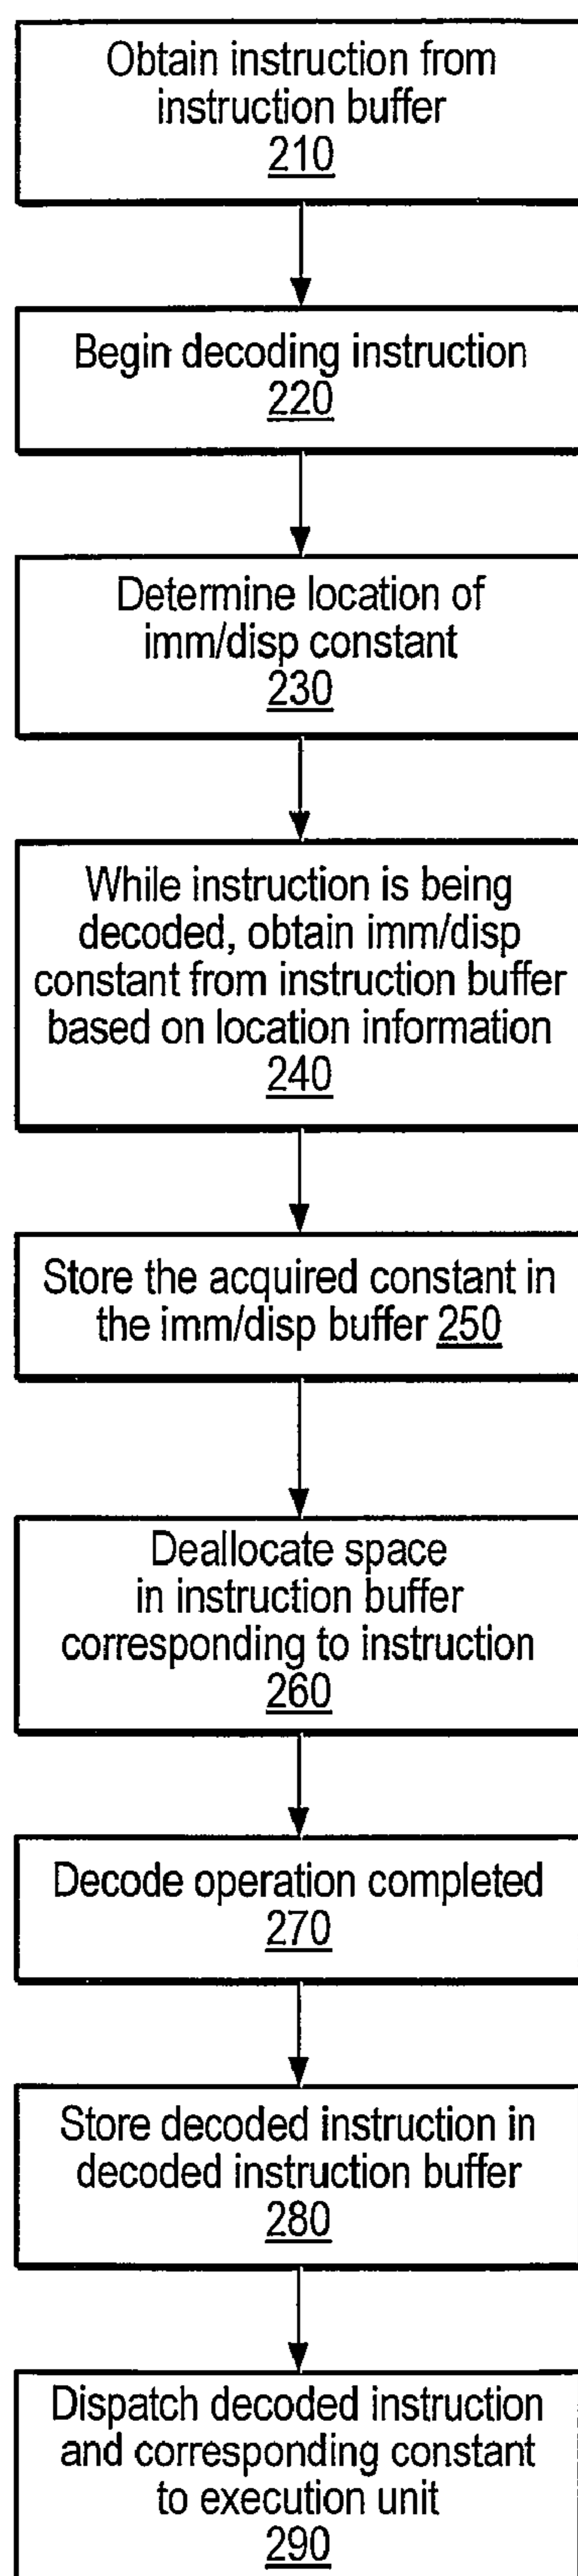 Obtain instruction from
instruction buffer
210
Begin decoding instruction
220
Determine location of
imm/disp constant
230
While instruction is being
decoded, obtain imm/disp
constant from instruction buffer
based on location information
240
Store the acquired constant in
the imm/disp buffer 250
Deallocate space
in instruction buffer
corresponding to instruction
260
Decode operation completed
270
Store decoded instruction in
decoded instruction buffer
280
Dispatch decoded instruction
and corresponding constant
to execution unit
290